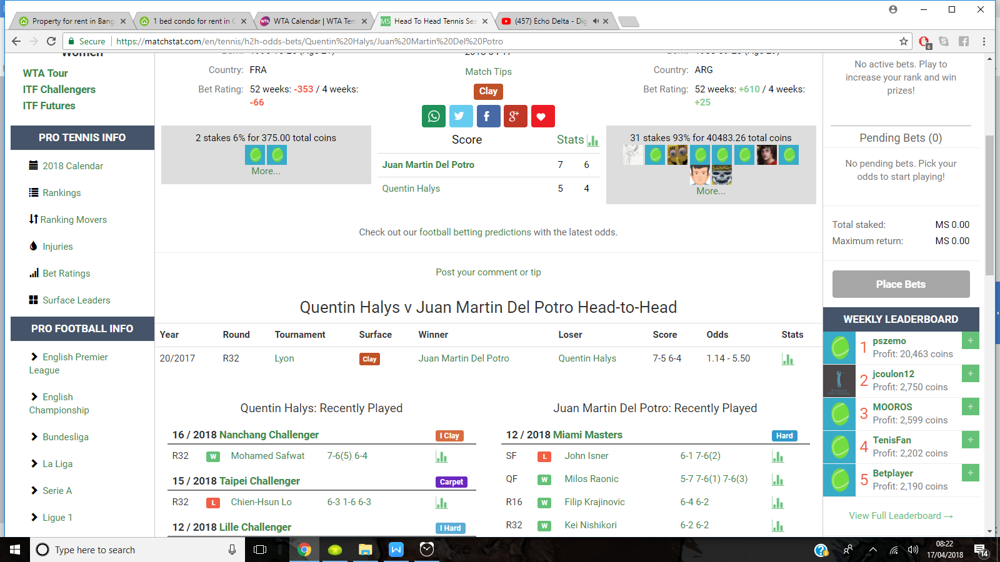 Property for rent in Bang
1 bed condo for rent in
WTA Calendar | WTA Ten
Head To Head Tennis Sea
(457) Echo Delta - Dig
Secure
https://matchstat.com/en/tennis/h2h-odds-bets/Quentin%20Halys/Juan%20Martin%20Del%20Potro
6
Women
WTA Tour
ITF Challengers
ITF Futures
PRO TENNIS INFO
2018 Calendar
Rankings
Ranking Movers
Injuries
Bet Ratings
Surface Leaders
PRO FOOTBALL INFO
English Premier
League
English
Championship
Bundesliga
La Liga
Serie A
Ligue 1
Country: FRA
Bet Rating: 52 weeks: -353 / 4 weeks:
-66
2 stakes 6% for 375.00 total coins
More...
Match Tips
Clay
Score Stats
Juan Martin Del Potro 7 6
Quentin Halys 5 4
Country: ARG
Bet Rating: 52 weeks: +610 / 4 weeks:
+25
31 stakes 93% for 40483.26 total coins
More...
Check out our football betting predictions with the latest odds.
Post your comment or tip
Quentin Halys v Juan Martin Del Potro Head-to-Head
Year Round Tournament Surface Winner Loser Score Odds Stats
20/2017 R32 Lyon Clay Juan Martin Del Potro Quentin Halys 7-5 6-4 1.14 - 5.50
Quentin Halys: Recently Played
16 / 2018 Nanchang Challenger I Clay
R32 W Mohamed Safwat 7-6(5) 6-4
15 / 2018 Taipei Challenger Carpet
R32 L Chien-Hsun Lo 6-3 1-6 6-3
12 / 2018 Lille Challenger I Hard
Juan Martin Del Potro: Recently Played
12 / 2018 Miami Masters Hard
SF L John Isner 6-1 7-6(2)
QF W Milos Raonic 5-7 7-6(1) 7-6(3)
R16 W Filip Krajinovic 6-4 6-2
R32 W Kei Nishikori 6-2 6-2
No active bets. Play to
increase your rank and win
prizes!
Pending Bets (0)
No pending bets. Pick your
odds to start playing!
Total staked: MS 0.00
Maximum return: MS 0.00
Place Bets
WEEKLY LEADERBOARD
1 pszemo +
Profit: 20,463 coins
2 jcoulon12 +
Profit: 2,750 coins
3 MOOROS +
Profit: 2,599 coins
4 TenisFan +
Profit: 2,202 coins
5 Betplayer +
Profit: 2,190 coins
View Full Leaderboard →
Type here to search
08:22
17/04/2018
14